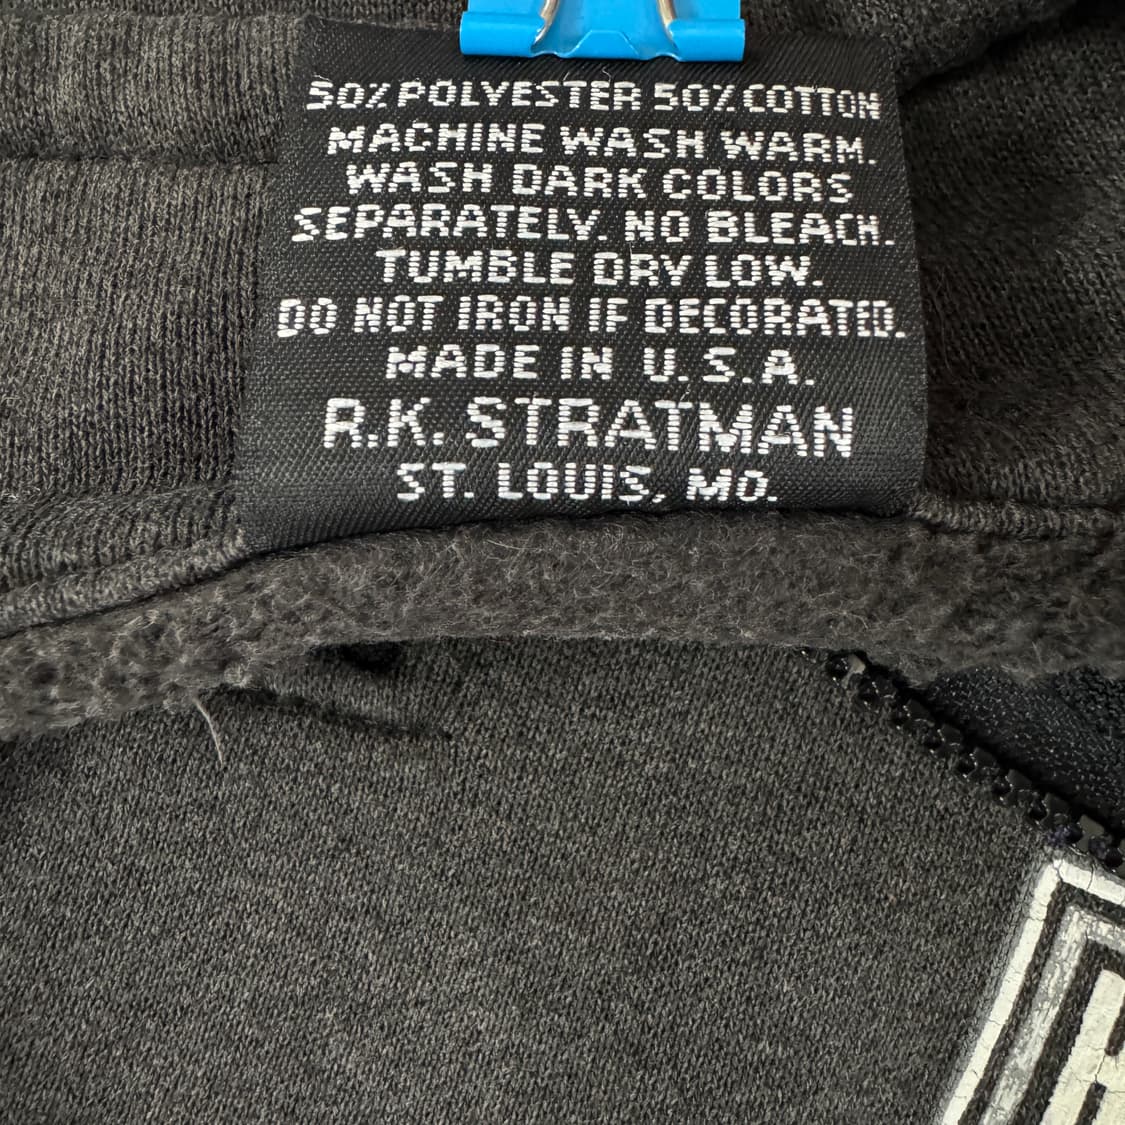 50% POLYESTER 50% COTTON
MACHINE WASH WARM.
WASH DARK COLORS
SEPARATELY. NO BLEACH.
TUMBLE DRY LOW.
DO NOT IRON IF DECORATED.
MADE IN U.S.A.
R.K. STRATMAN
ST. LOUIS, MO.